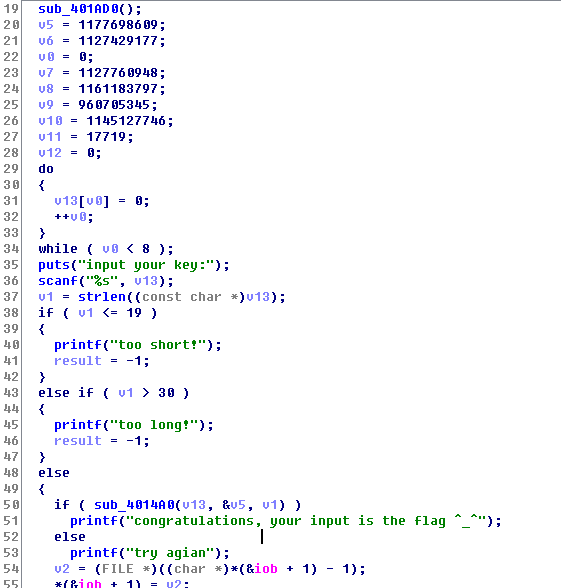 19 sub_401AD0();
20 v5 = 1177698609;
21 v6 = 1127429177;
22 v0 = 0;
23 v7 = 1127760948;
24 v8 = 1161183797;
25 v9 = 960705345;
26 v10 = 1145127746;
27 v11 = 17719;
28 v12 = 0;
29 do
30 {
31 v13[v0] = 0;
32 ++v0;
33 }
34 while ( v0 < 8 );
35 puts("input your key:");
36 scanf("%s", v13);
37 v1 = strlen((const char *)v13);
38 if ( v1 <= 19 )
39 {
40 printf("too short!");
41 result = -1;
42 }
43 else if ( v1 > 30 )
44 {
45 printf("too long!");
46 result = -1;
47 }
48 else
49 {
50 if ( sub_4014A0(v13, &v5, v1) )
51 printf("congratulations, your input is the flag ^_^");
52 else
53 printf("try agian");
54 v2 = (FILE *)((char *)*(&iob + 1) - 1);
55 *(&iob + 1) = v2;